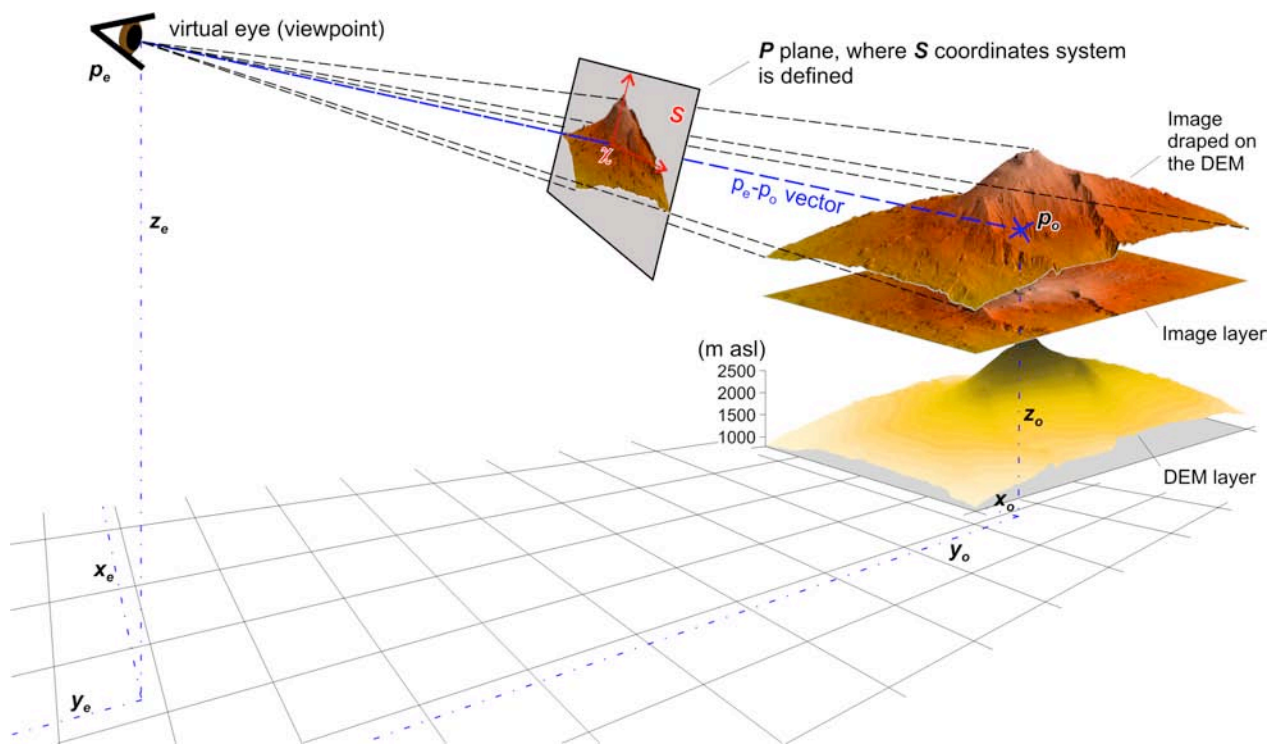 virtual eye (viewpoint)
pe
P plane, where S coordinates system
is defined
S
χ
Image
draped on
the DEM
pe-po vector
po
ze
Image layer
(m asl)
2500
2000
1500
1000
zo
DEM layer
xo
yo
xe
ye